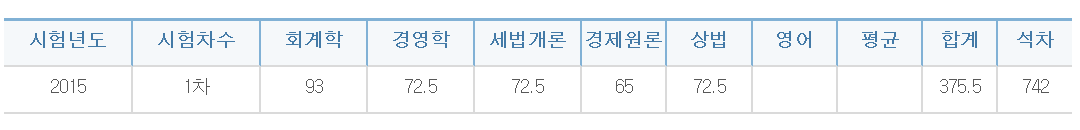 시험년도 시험차수 회계학 경영학 세법개론 경제원론 상법 영어 평균 합계 석차
2015 1차 93 72.5 72.5 65 72.5 375.5 742